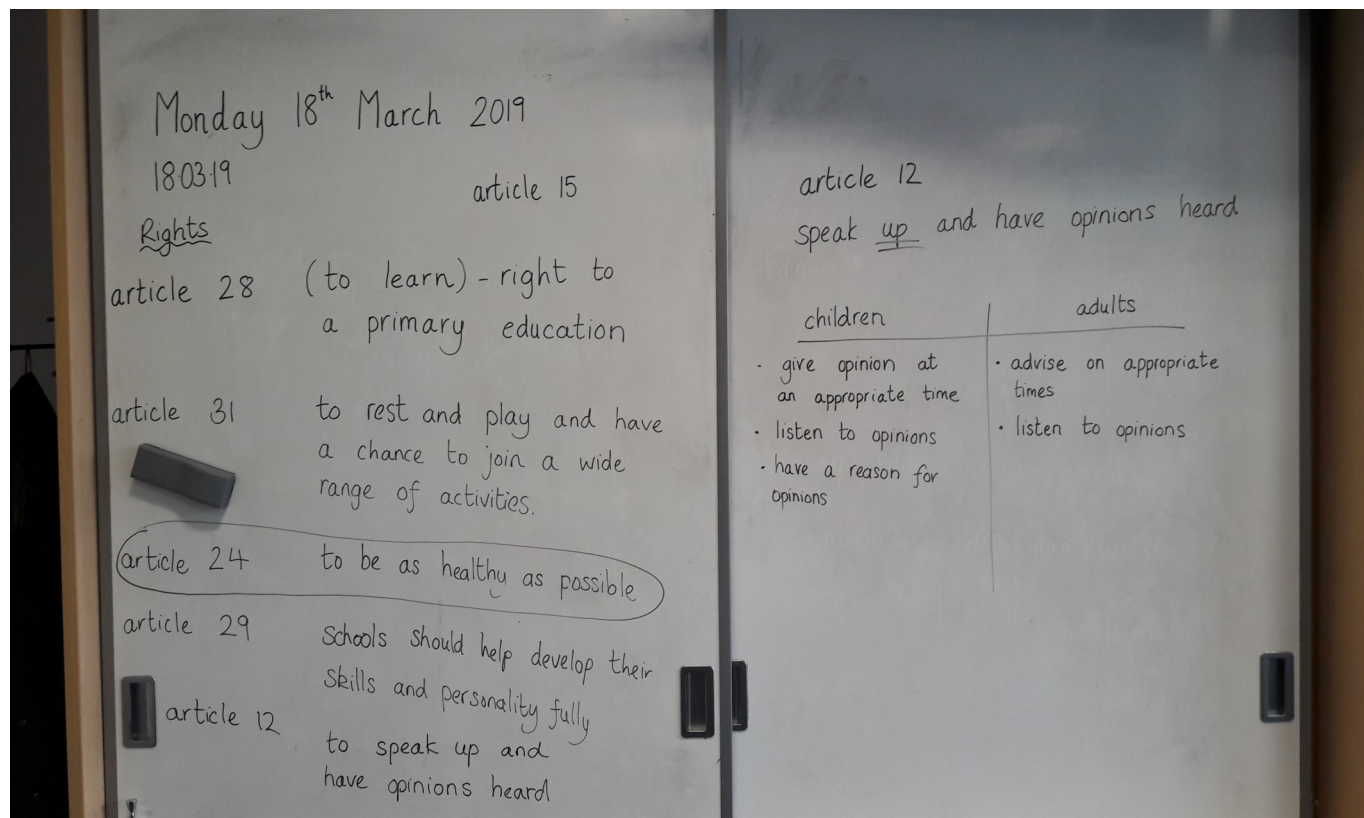 Monday 18th March 2019
18.03.19
article 15
Rights
article 28 (to learn) - right to
a primary education
article 31 to rest and play and have
a chance to join a wide
range of activities.
article 24 to be as healthy as possible
article 29 Schools should help develop their
skills and personality fully
article 12 to speak up and
have opinions heard
article 12
speak up and have opinions heard
children
· give opinion at
an appropriate time
· listen to opinions
· have a reason for
opinions
adults
· advise on appropriate
times
· listen to opinions